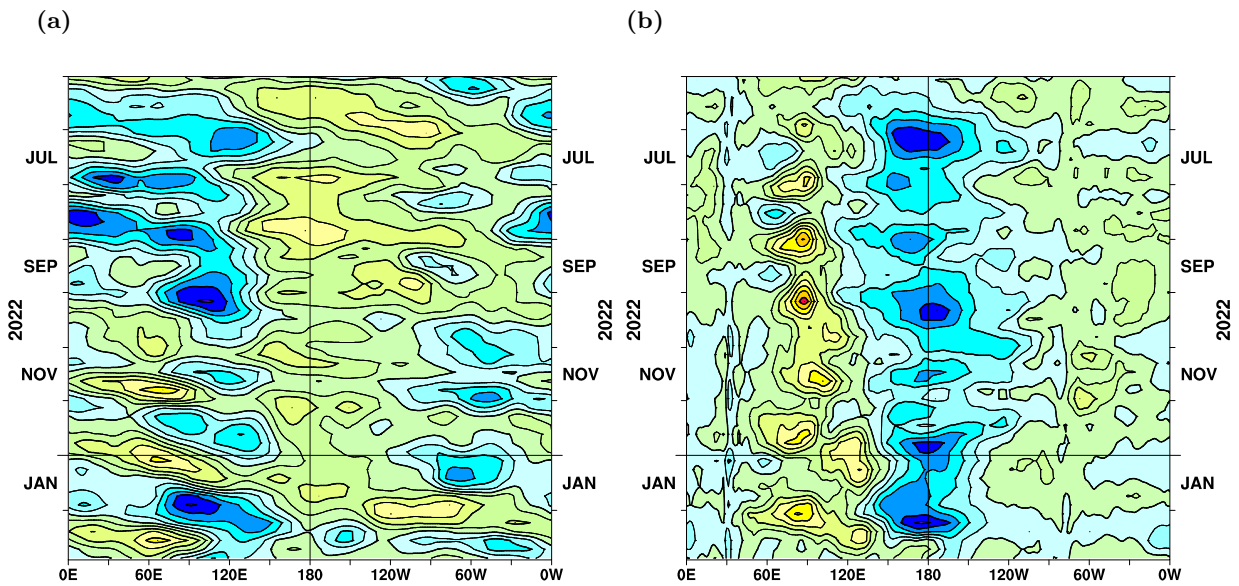 (a) (b)
JUL JUL JUL JUL
SEP SEP SEP SEP
2022 2022 2022 2022
NOV NOV NOV NOV
JAN JAN JAN JAN
0E 60E 120E 180 120W 60W 0W 0E 60E 120E 180 120W 60W 0W